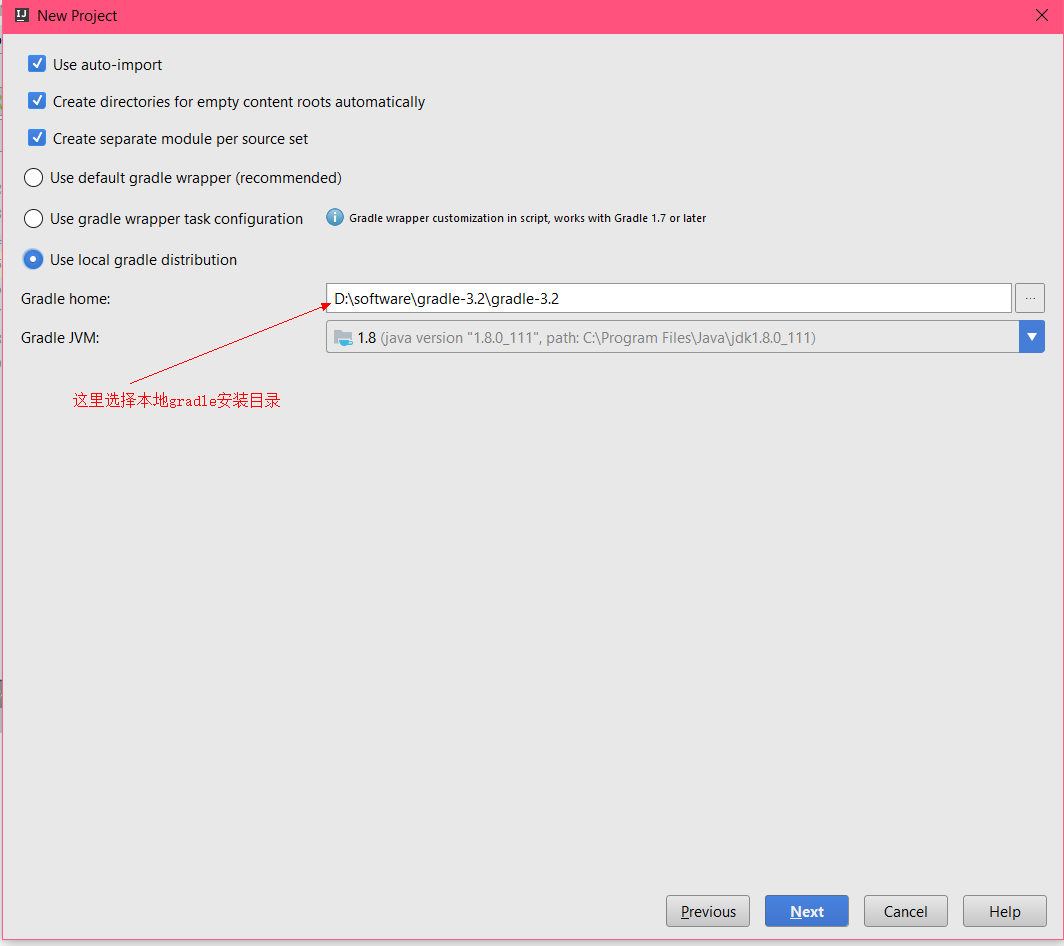 New Project
Use auto-import
Create directories for empty content roots automatically
Create separate module per source set
Use default gradle wrapper (recommended)
Use gradle wrapper task configuration Gradle wrapper customization in script, works with Gradle 1.7 or later
Use local gradle distribution
Gradle home: D:\software\gradle-3.2\gradle-3.2 ...
Gradle JVM: 1.8 (java version "1.8.0_111", path: C:\Program Files\Java\jdk1.8.0_111)
这里选择本地gradle安装目录
Previous Next Cancel Help